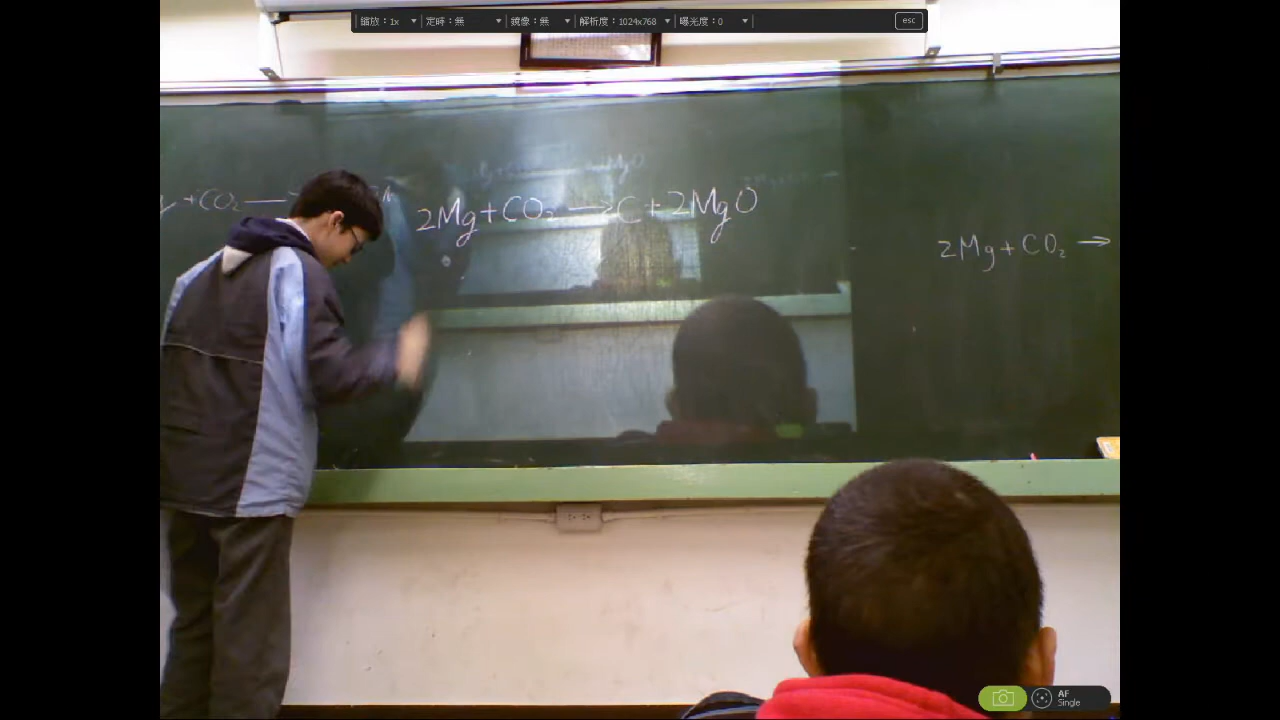 縮放：1x 定時：無 鏡像：無 解析度：1024x768 曝光度：0 esc
+CO₂
2Mg+CO₂ → C + 2MgO
2Mg+CO₂ →
AF
Single